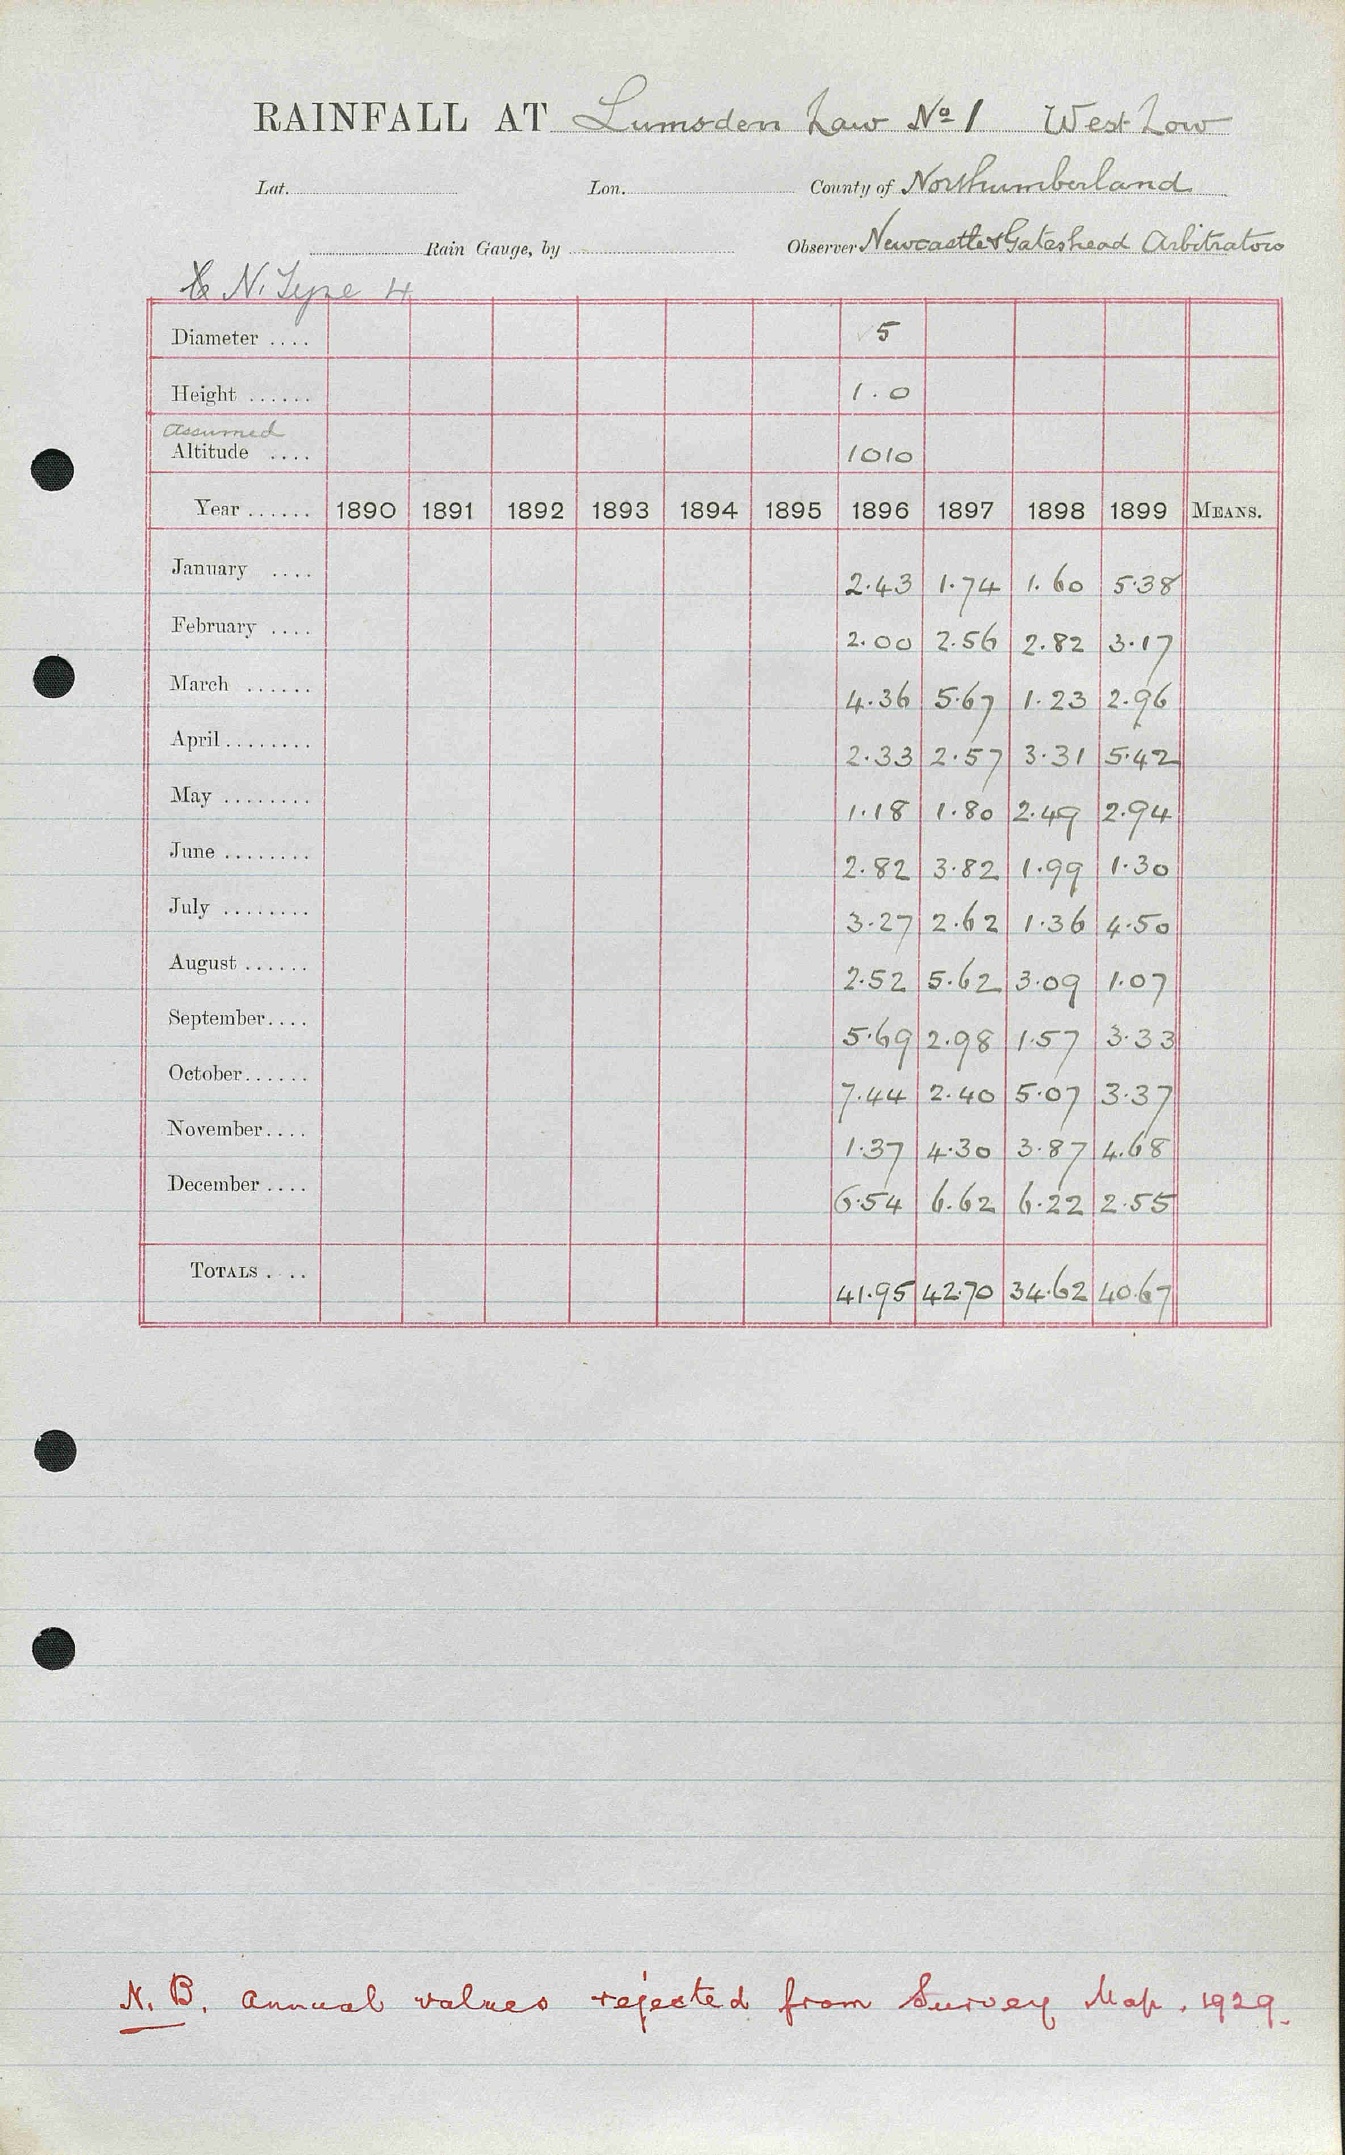 RAINFALL AT Lumsden Law Nº 1 West Low
Lat. Lon. County of Northumberland
Rain Gauge, by Observer Newcastle & Gateshead Arbitrators
N. Tyne 4
Diameter .... 5
Height ...... 1.0
assumed
Altitude .... 1010
Year ...... 1890 1891 1892 1893 1894 1895 1896 1897 1898 1899 MEANS.
January .... 2.43 1.74 1.60 5.38
February .... 2.00 2.56 2.82 3.17
March ...... 4.36 5.67 1.23 2.96
April ........ 2.33 2.57 3.31 5.42
May ........ 1.18 1.80 2.49 2.94
June ........ 2.82 3.82 1.99 1.30
July ........ 3.27 2.62 1.36 4.50
August ...... 2.52 5.62 3.09 1.07
September.... 5.69 2.98 1.57 3.33
October...... 7.44 2.40 5.07 3.37
November.... 1.37 4.30 3.87 4.68
December .... 6.54 6.62 6.22 2.55
TOTALS .... 41.95 42.70 34.62 40.67
N.B. Annual values rejected from Survey Map. 1929.